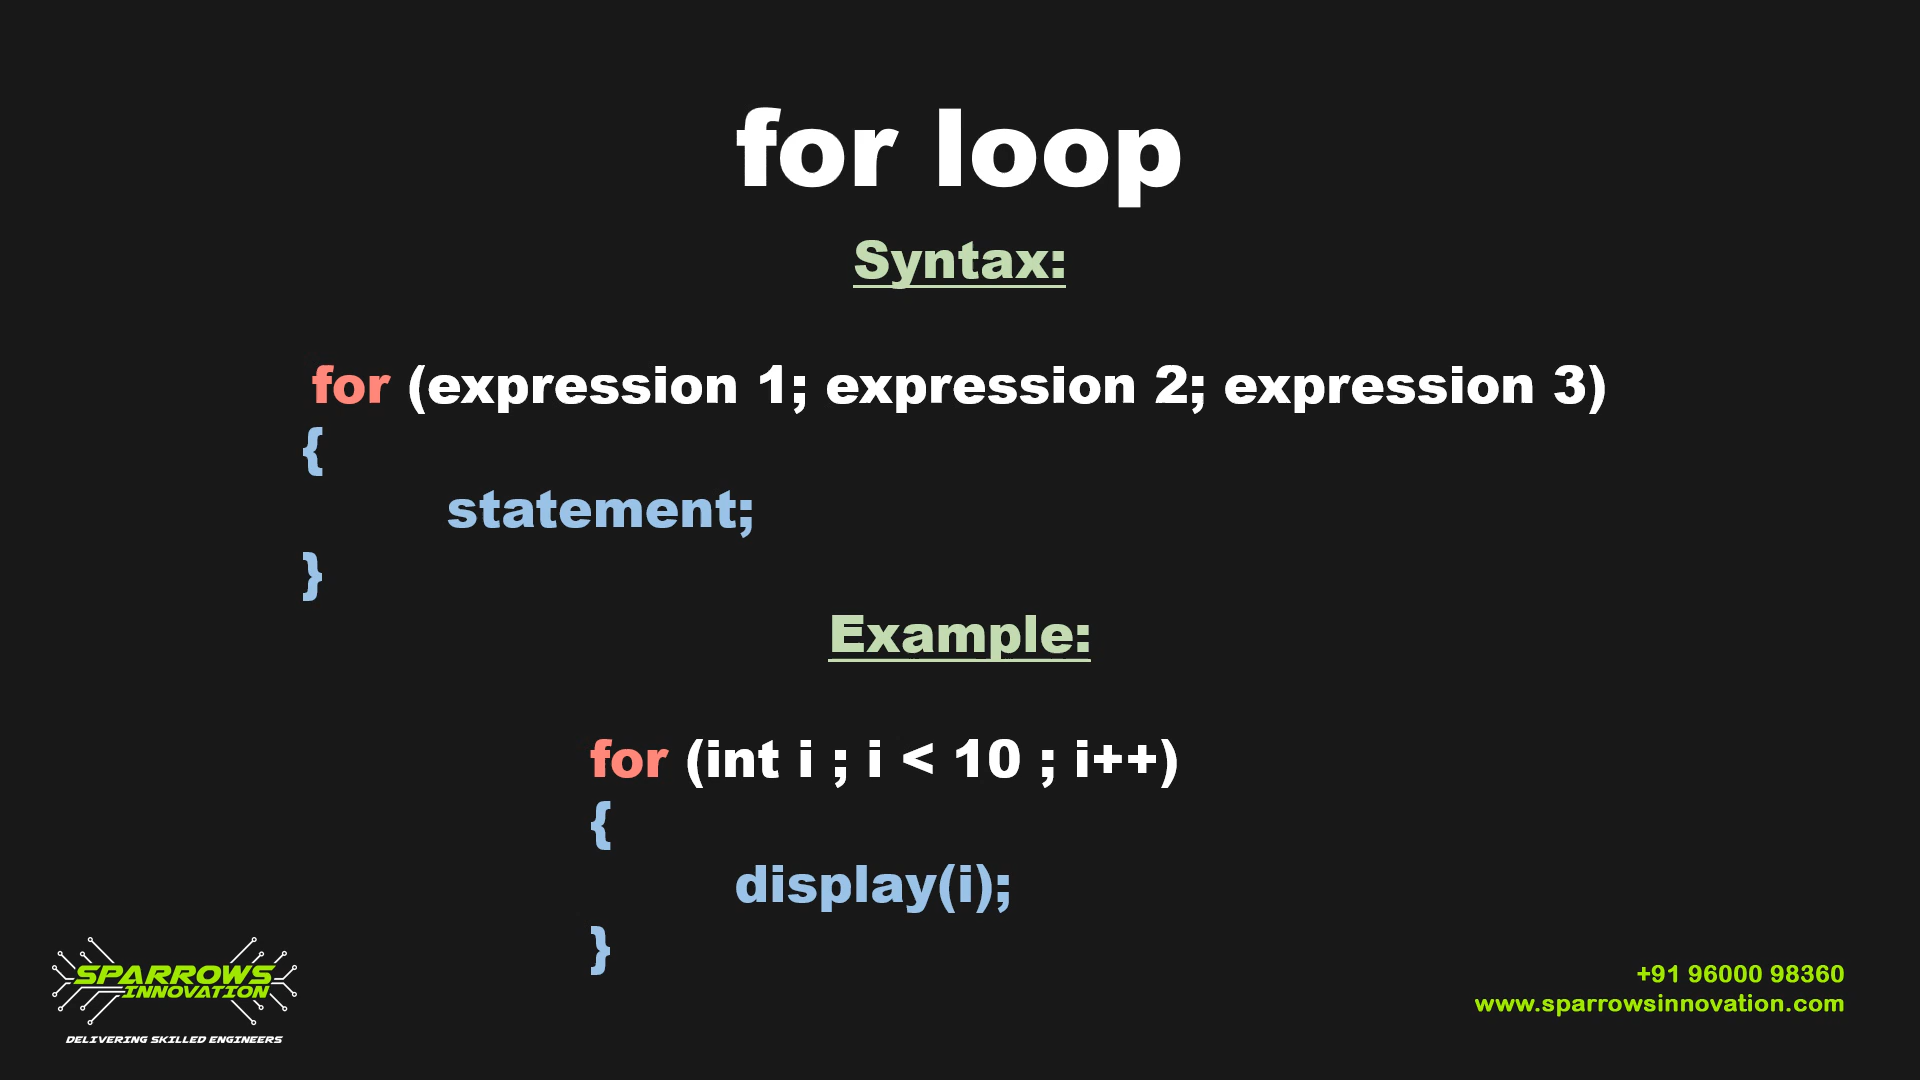 for loop
Syntax:
for (expression 1; expression 2; expression 3)
{
statement;
}
Example:
for (int i ; i < 10 ; i++)
{
display(i);
}
SPARROWS
INNOVATION
DELIVERING SKILLED ENGINEERS
+91 96000 98360
www.sparrowsinnovation.com